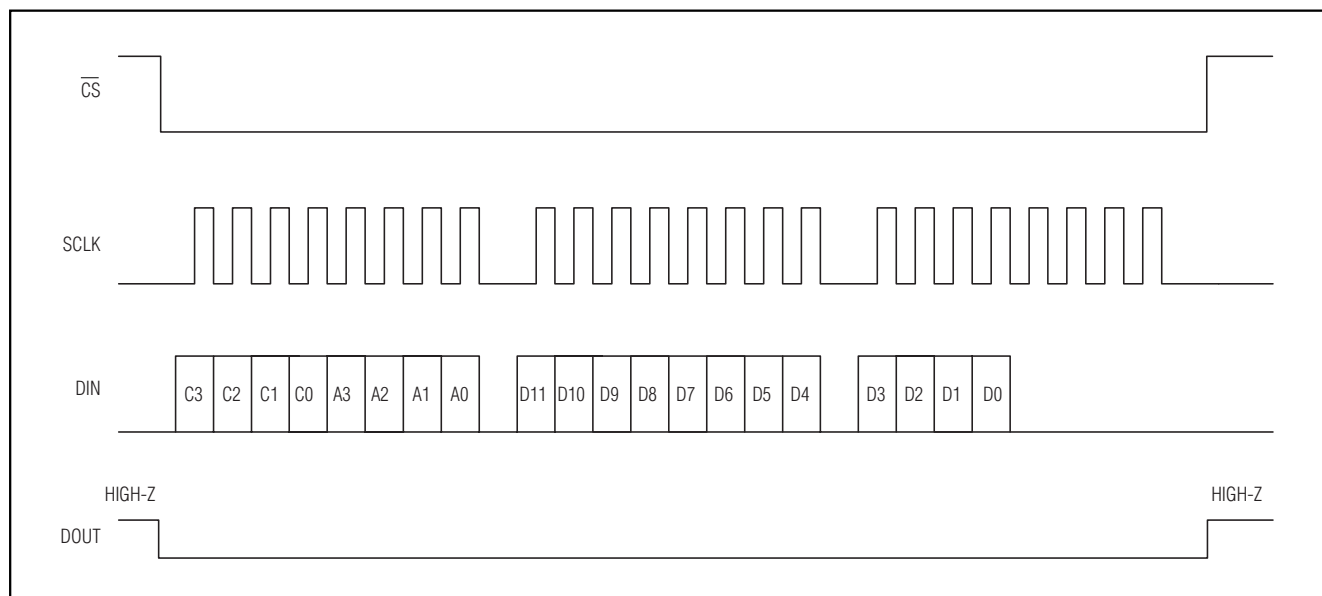 CS
SCLK
DIN
C3 C2 C1 C0 A3 A2 A1 A0 D11 D10 D9 D8 D7 D6 D5 D4 D3 D2 D1 D0
HIGH-Z HIGH-Z
DOUT